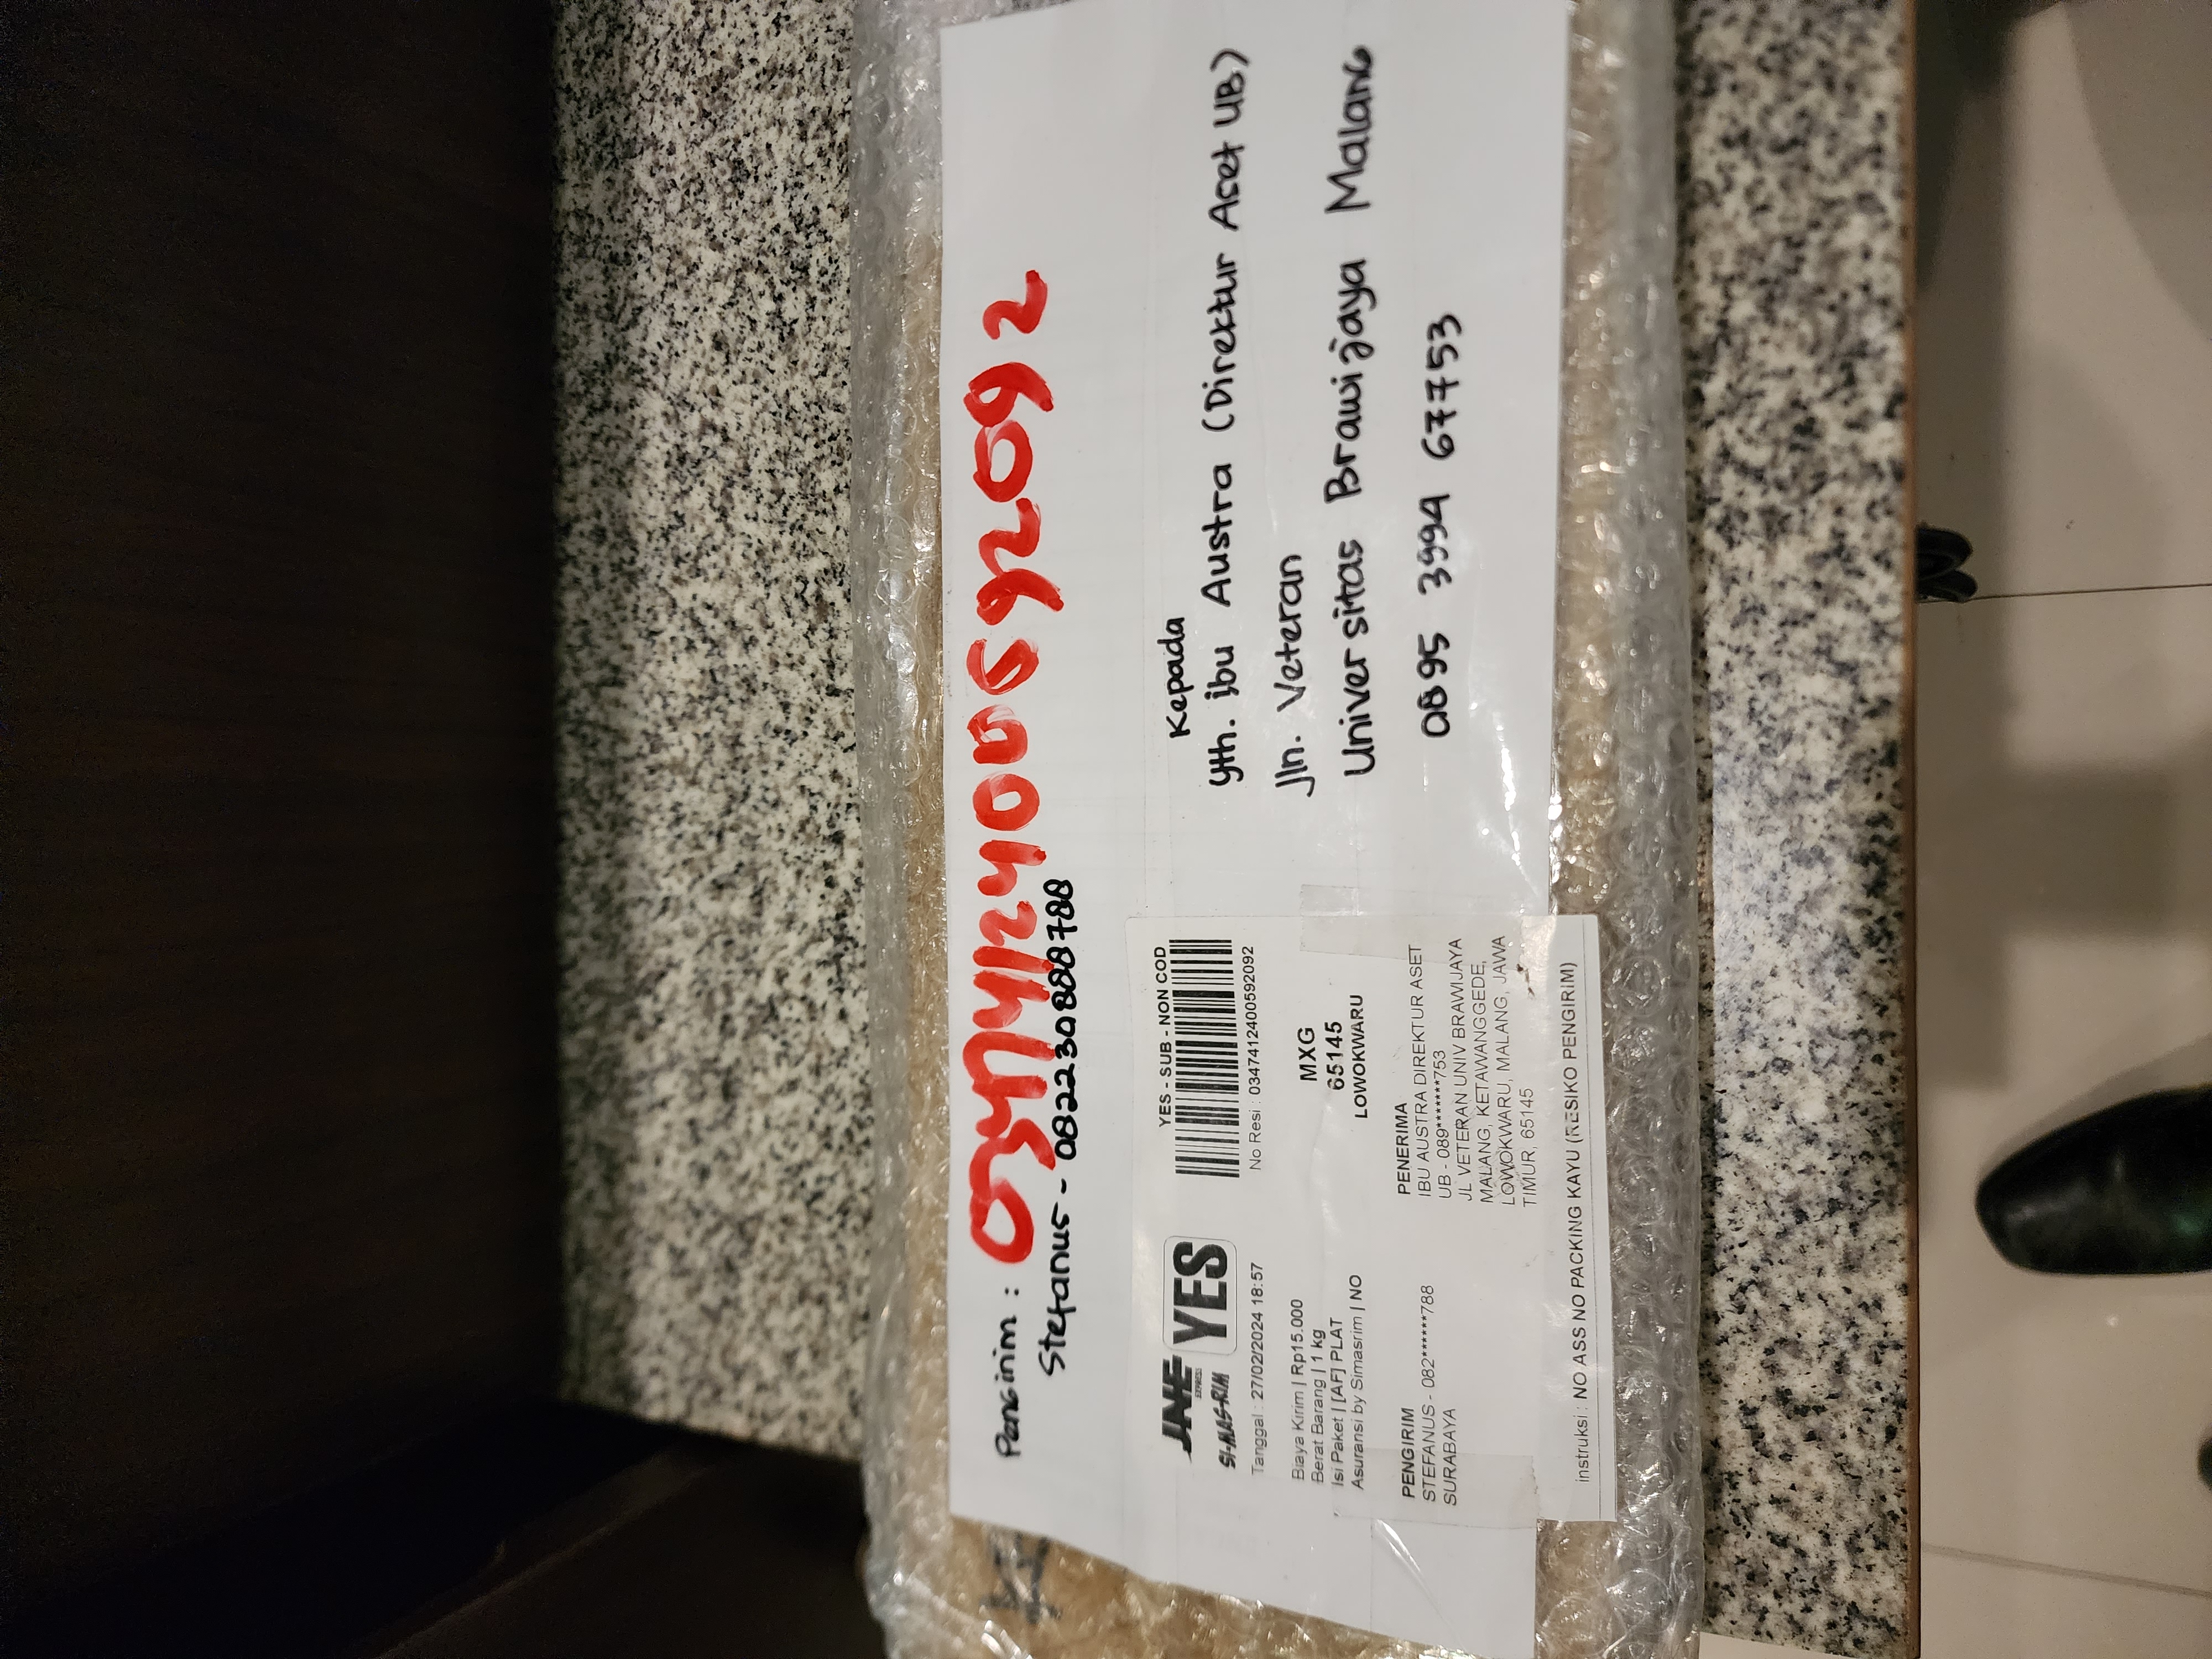 Pengirim : 0347412400592092
Stefanus - 082230888788
JNE
EXPRESS
YES
SI-MAS-RIM
Tanggal : 27/02/2024 18:57
YES - SUB - NON COD
No Resi : 0347412400592092
Biaya Kirim | Rp15.000
Berat Barang | 1 kg
Isi Paket | [AF] PLAT
Asuransi by Simasrim | NO
MXG
65145
LOWOKWARU
PENGIRIM
STEFANUS - 082******788
SURABAYA
PENERIMA
IBU AUSTRA DIREKTUR ASET
UB - 089*******753
JL VETERAN UNIV BRAWIJAYA
MALANG, KETAWANGGEDE,
LOWOKWARU, MALANG, JAWA
TIMUR, 65145
instruksi : NO ASS NO PACKING KAYU (RESIKO PENGIRIM)
Kepada
Yth. ibu Austra (Direktur Aset UB)
Jln. Veteran
Universitas Brawijaya Malang
0895 3994 67753